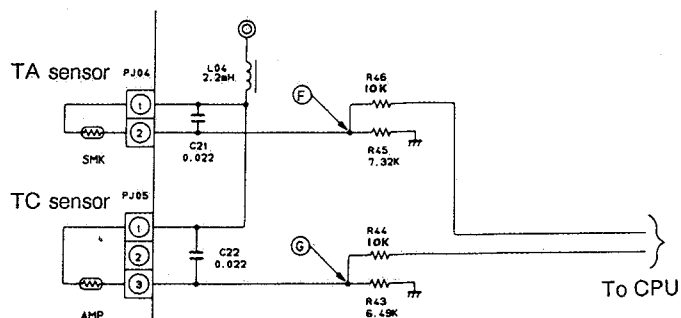 L04
2.2mH
TA sensor
PJ04
R46
10K
F
1
2
C21
0.022
R45
7.32K
SMK
TC sensor
PJ05
1
2
3
C22
0.022
R44
10K
G
To CPU
R43
6.49K
AMP